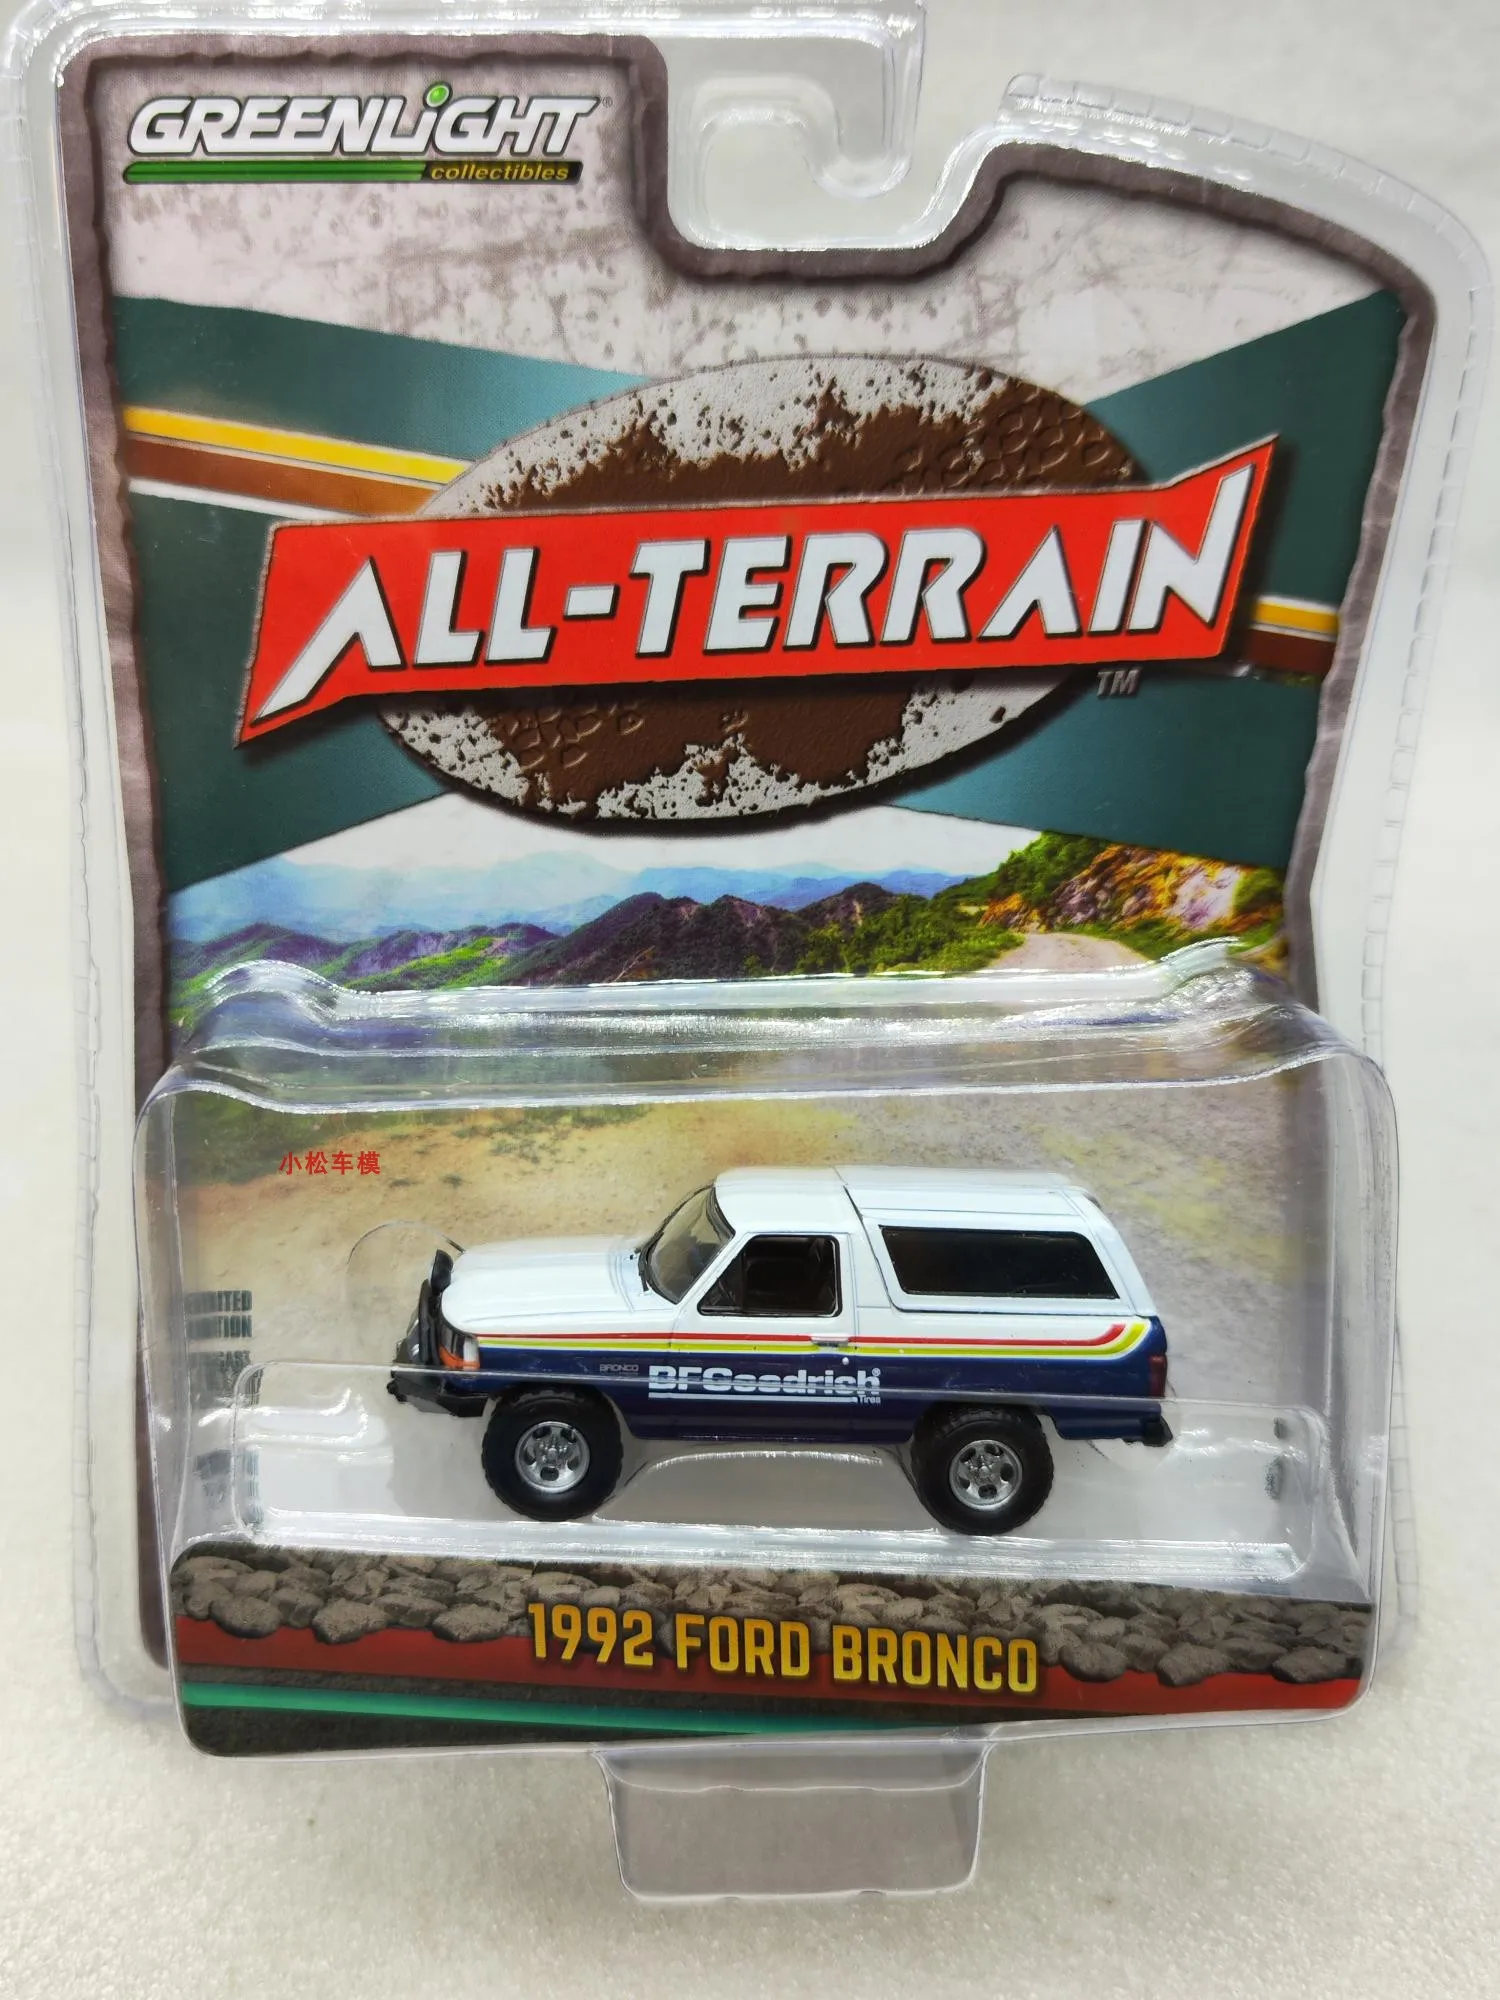 GREENLiGHT®
collectibles
ALL-TERRAIN
TM
小松车模
BRONCO
BFGoodrich®
Tires
1992 FORD BRONCO